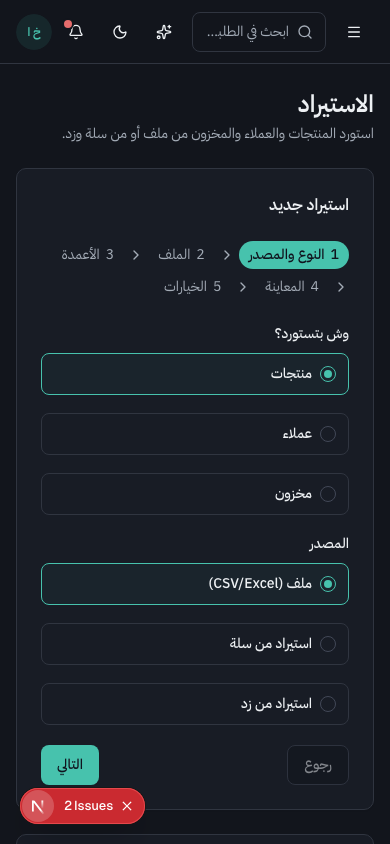 ابحث في الطلبـ...
خ ا
الاستيراد
استورد المنتجات والعملاء والمخزون من ملف أو من سلة وزد.
استيراد جديد
1 النوع والمصدر 2 الملف 3 الأعمدة
4 المعاينة 5 الخيارات
وش بتستورد؟
منتجات
عملاء
مخزون
المصدر
ملف (CSV/Excel)
استيراد من سلة
استيراد من زد
رجوع
التالي
N 2 Issues